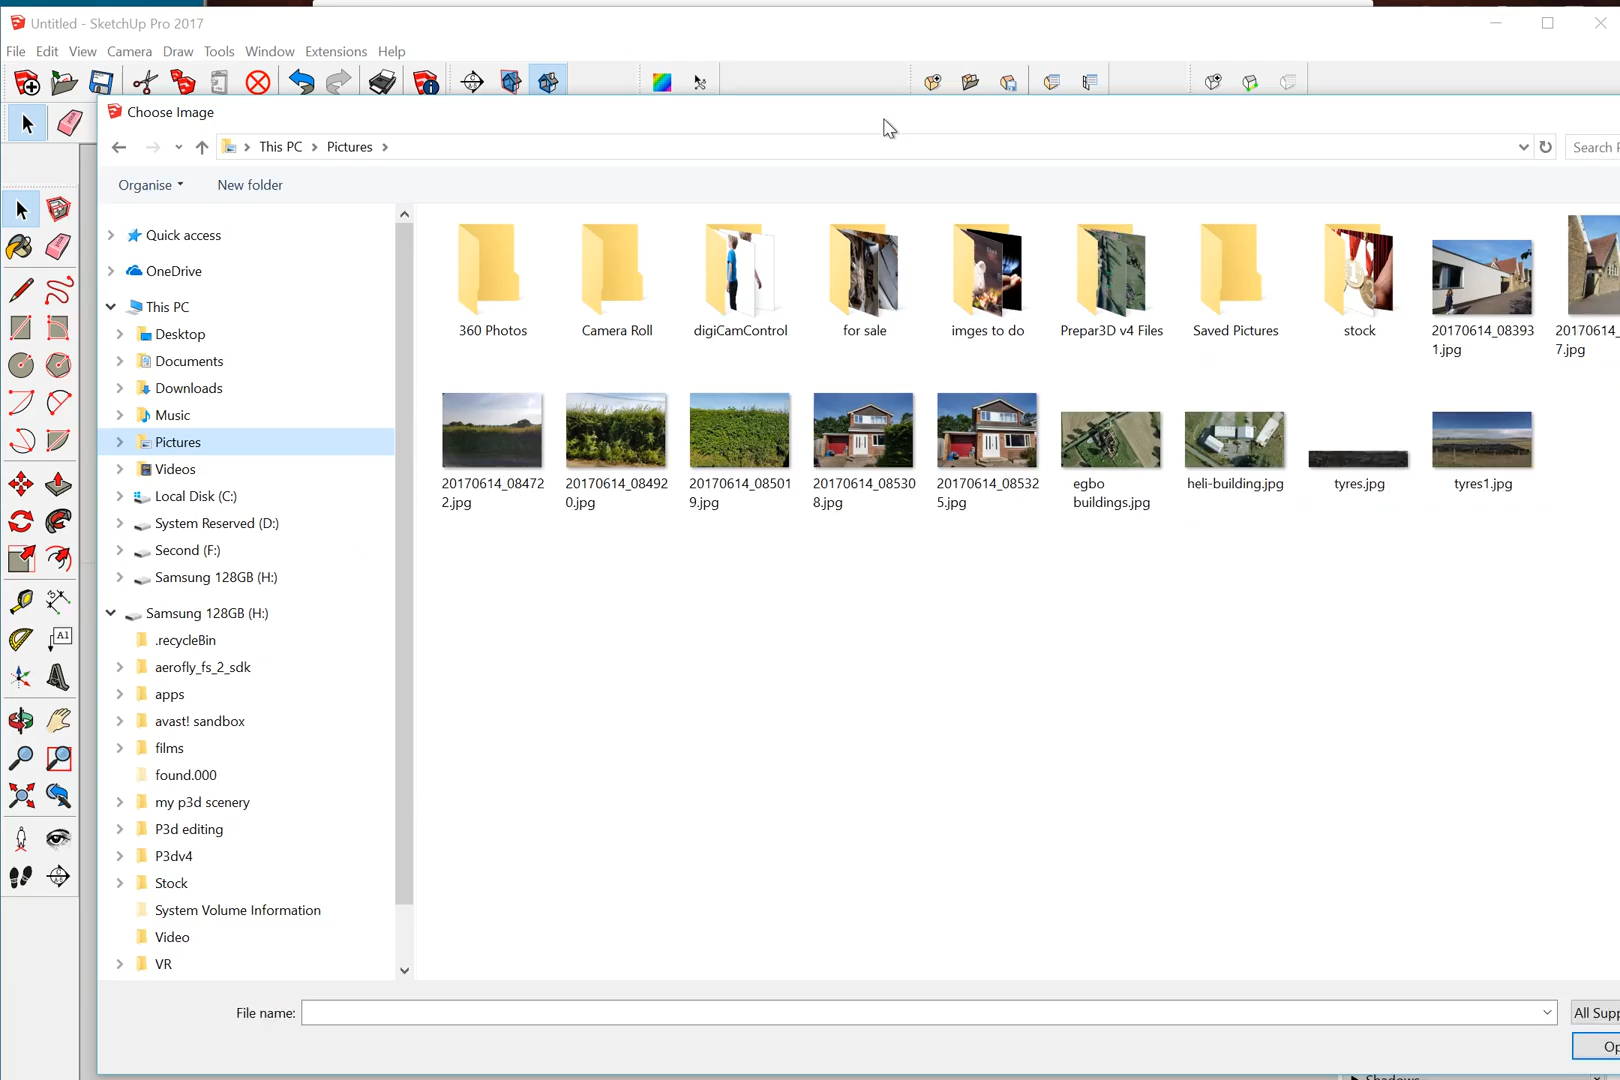 Untitled - SketchUp Pro 2017
File Edit View Camera Draw Tools Window Extensions Help
Choose Image
This PC Pictures
Search
Organise New folder
Quick access
OneDrive
This PC
Desktop
Documents
Downloads
Music
Pictures
Videos
Local Disk (C:)
System Reserved (D:)
Second (F:)
Samsung 128GB (H:)
Samsung 128GB (H:)
.recycleBin
aerofly_fs_2_sdk
apps
avast! sandbox
films
found.000
my p3d scenery
P3d editing
P3dv4
Stock
System Volume Information
Video
VR
360 Photos
Camera Roll
digiCamControl
for sale
imges to do
Prepar3D v4 Files
Saved Pictures
stock
20170614_08393
1.jpg
20170614_
7.jpg
20170614_08472
2.jpg
20170614_08492
0.jpg
20170614_08501
9.jpg
20170614_08530
8.jpg
20170614_08532
5.jpg
egbo
buildings.jpg
heli-building.jpg
tyres.jpg
tyres1.jpg
File name:
All Supp
Op